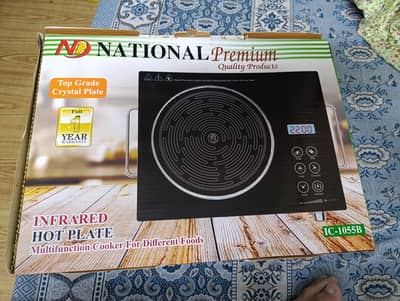 ND NATIONAL Premium
Quality Products
Top Grade
Crystal Plate
Full
1
YEAR
WARRANTY
2200
INFRARED
HOT PLATE
Multifunction Cooker For Different Foods
IC-1055B